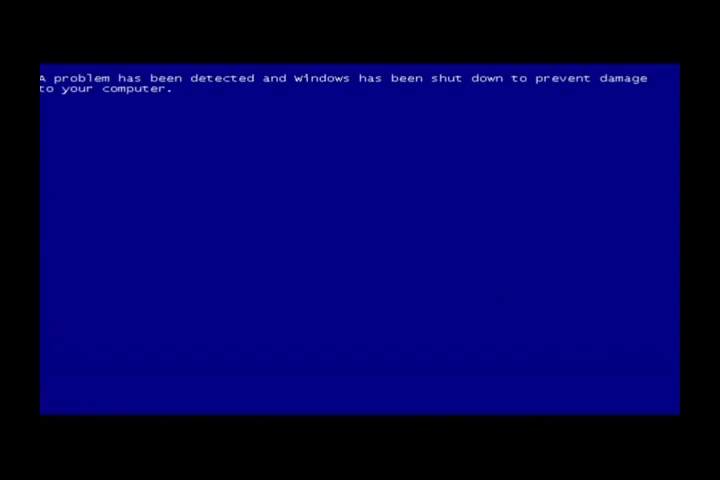 A problem has been detected and Windows has been shut down to prevent damage
to your computer.